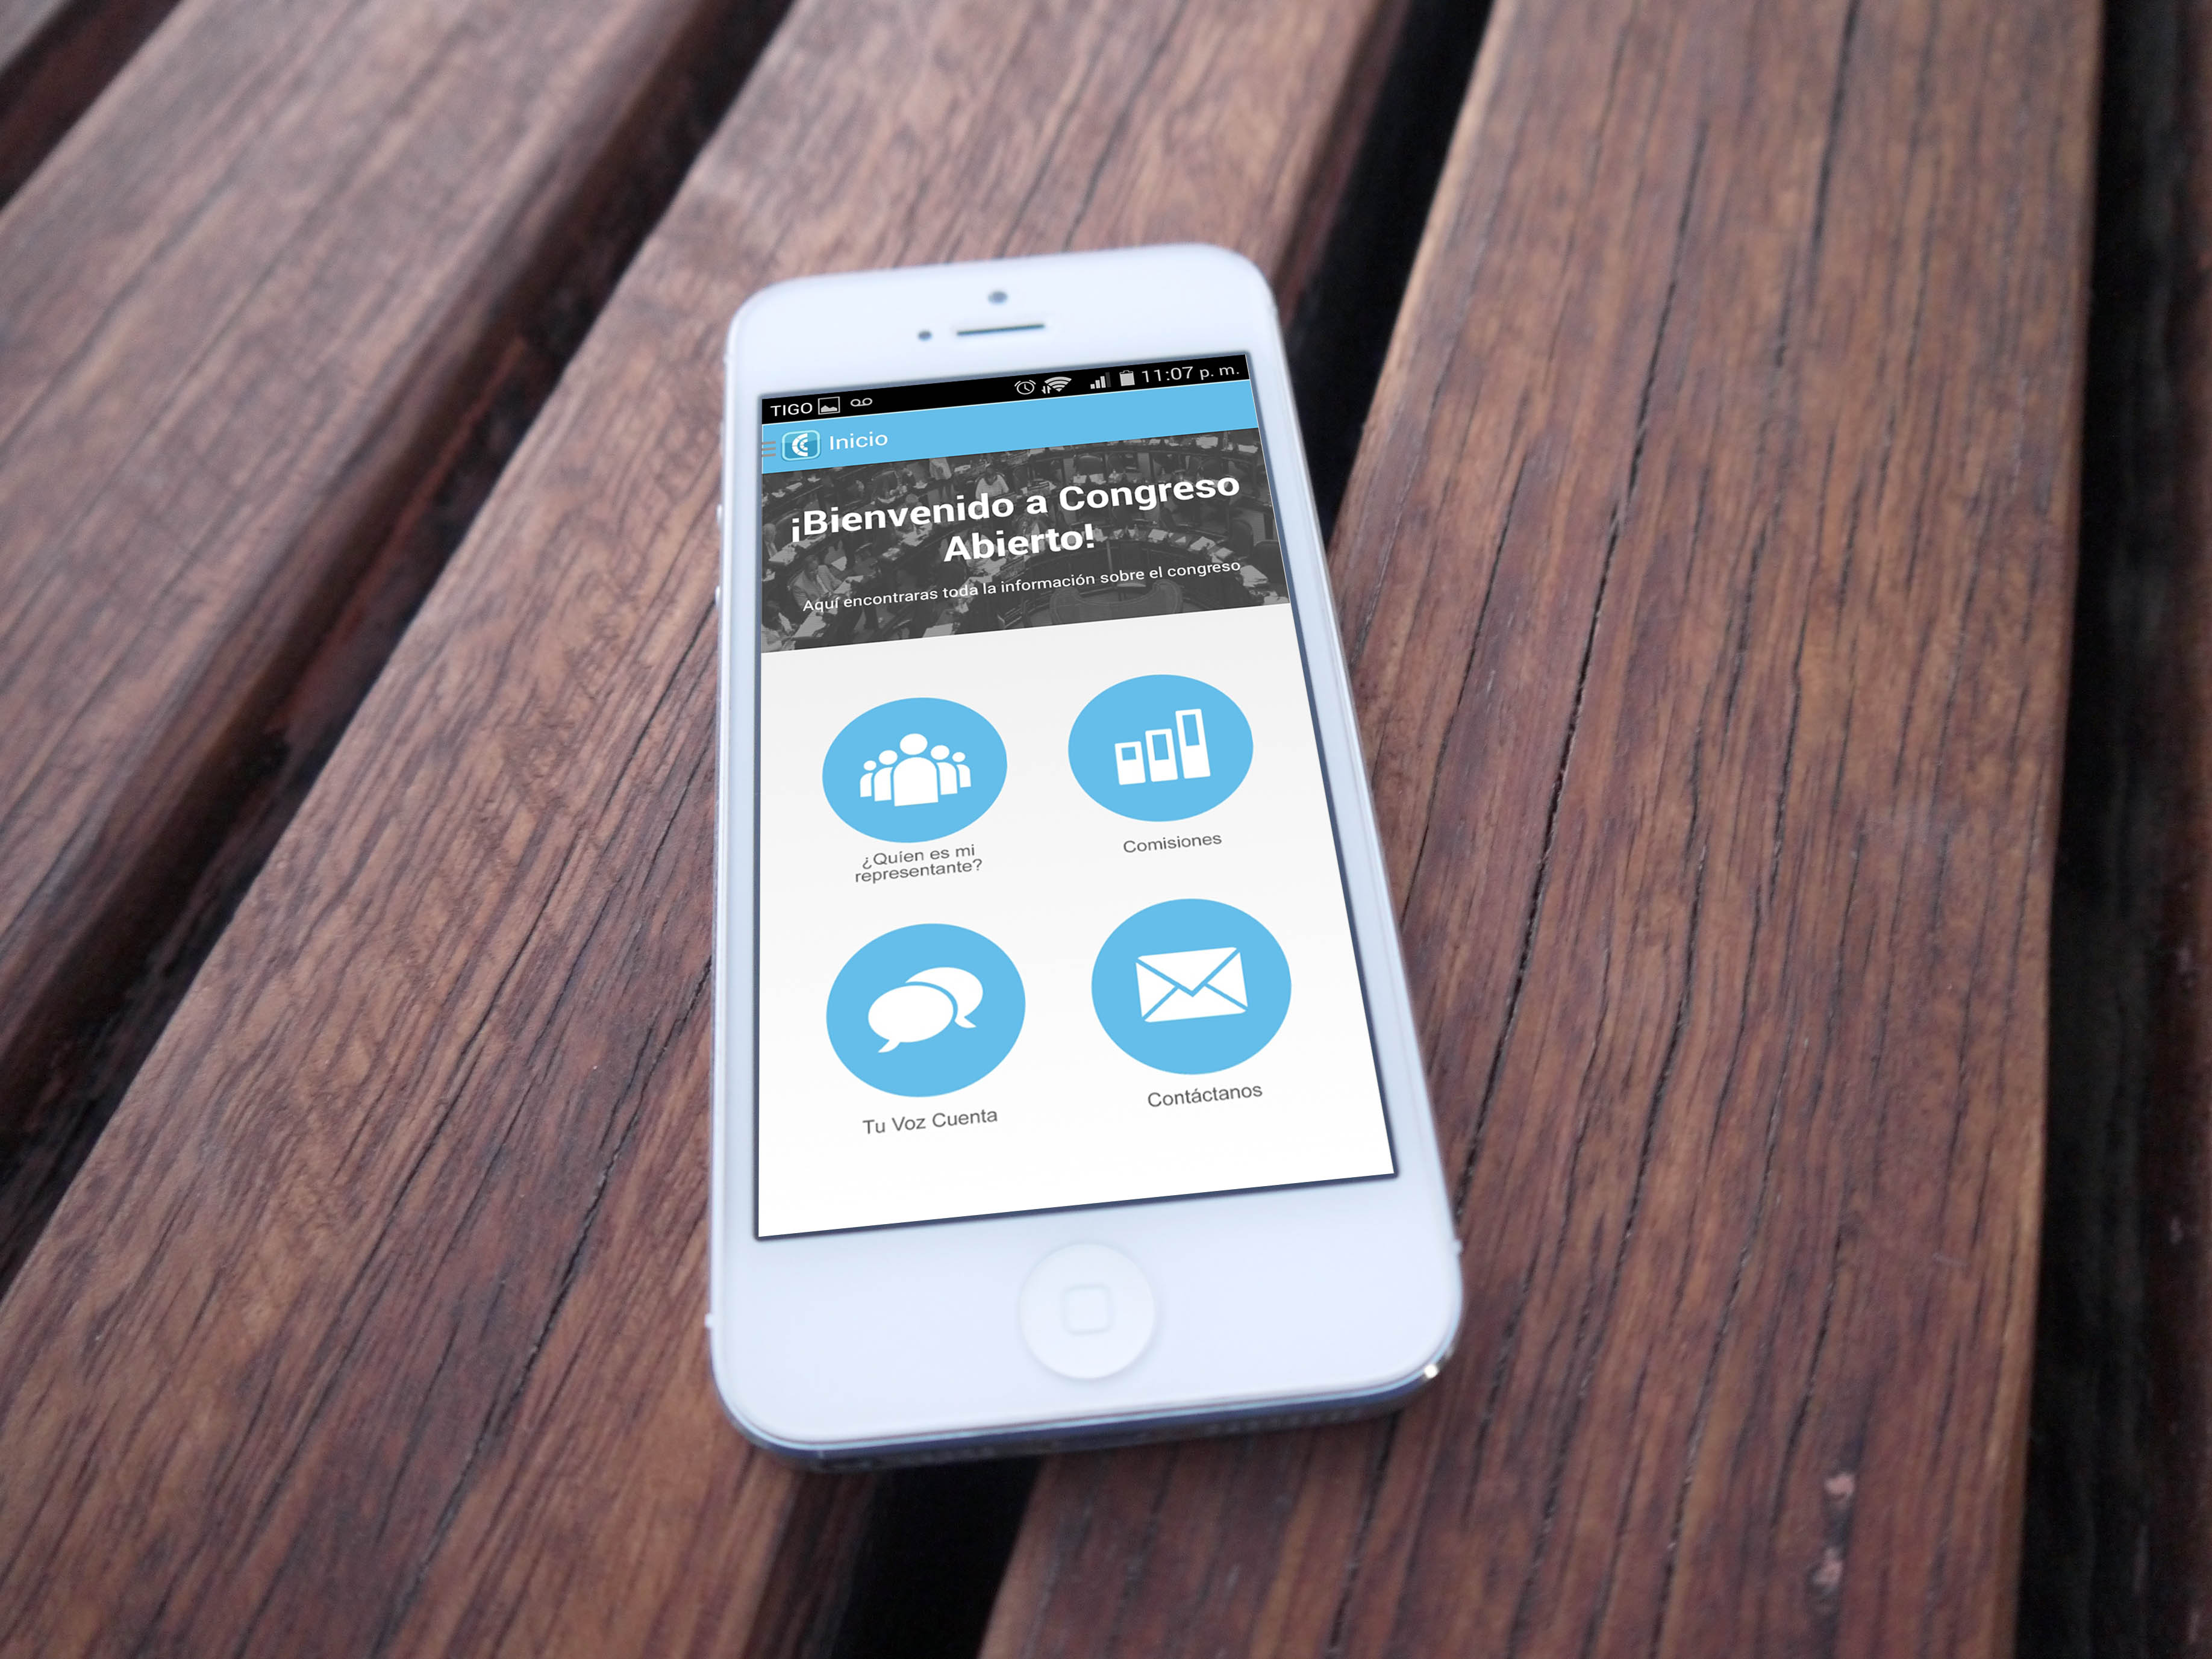 TIGO 11:07 p. m.
Inicio
¡Bienvenido a Congreso
Abierto!
Aquí encontraras toda la información sobre el congreso
¿Quíen es mi
representante?
Comisiones
Tu Voz Cuenta
Contáctanos